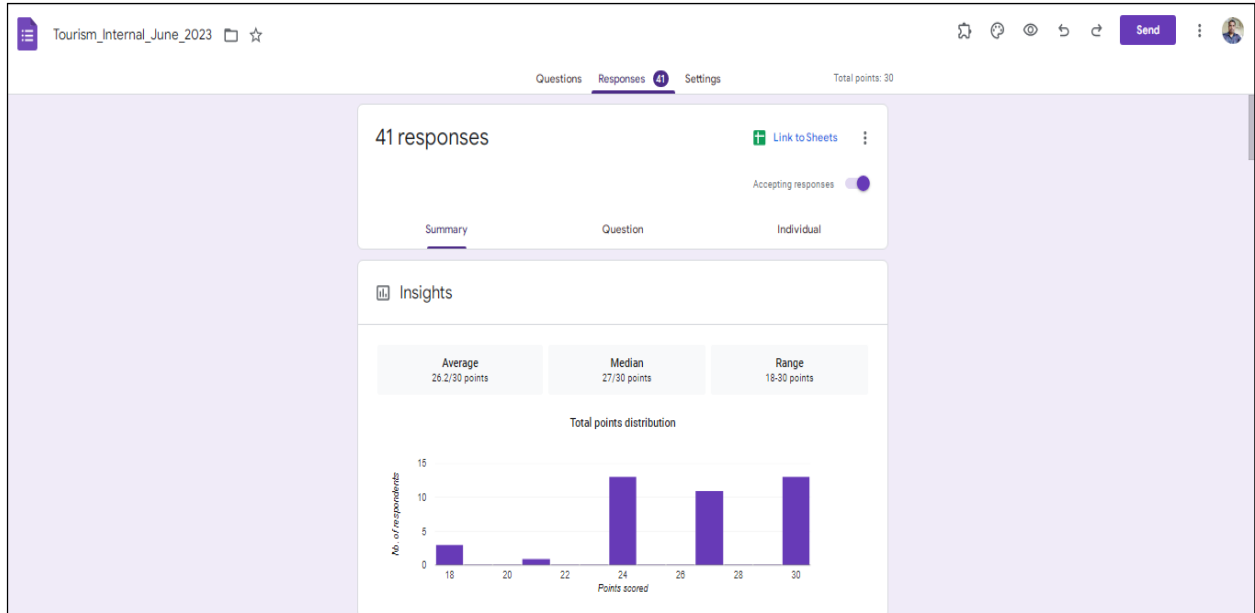 Tourism_Internal_June_2023
Send
Questions Responses 41 Settings Total points: 30
41 responses
Link to Sheets
Accepting responses
Summary Question Individual
Insights
Average Median Range
26.2/30 points 27/30 points 18-30 points
Total points distribution
15
10
5
0
No. of respondents
18 20 22 24 26 28 30
Points scored